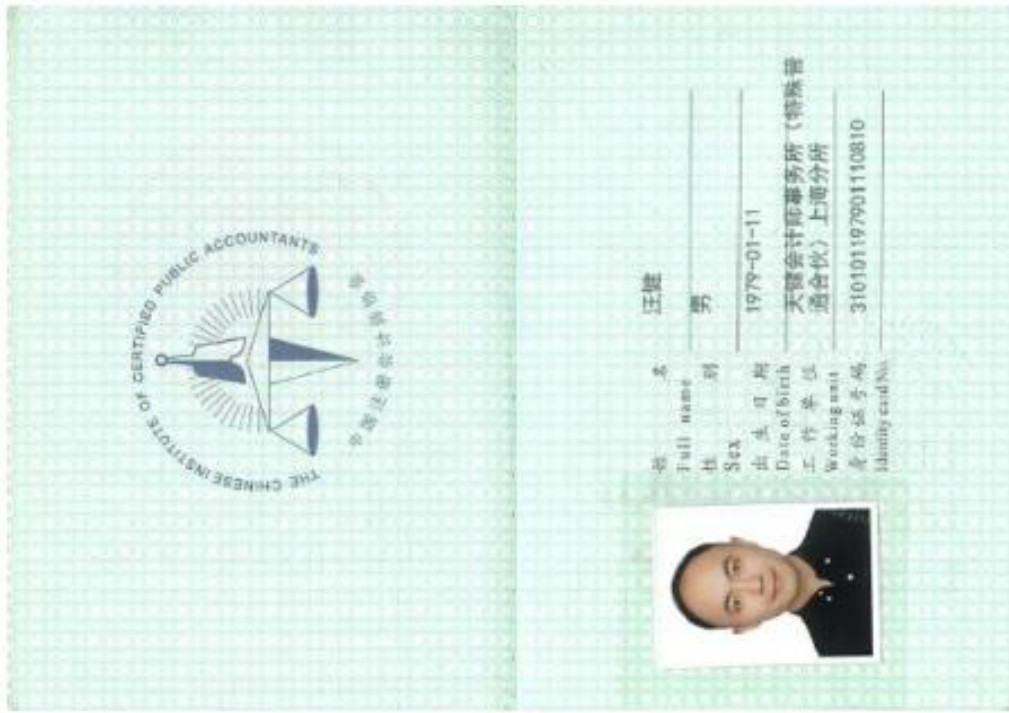 THE CHINESE INSTITUTE OF CERTIFIED PUBLIC ACCOUNTANTS
中国注册会计师协会
姓 名 汪健
Full name
性 别 男
Sex
出生日期 1979-01-11
Date of birth
工作单位 天健会计师事务所（特殊普
通合伙）上海分所
Working unit
身份证号码 310101197901110810
Identity card No.